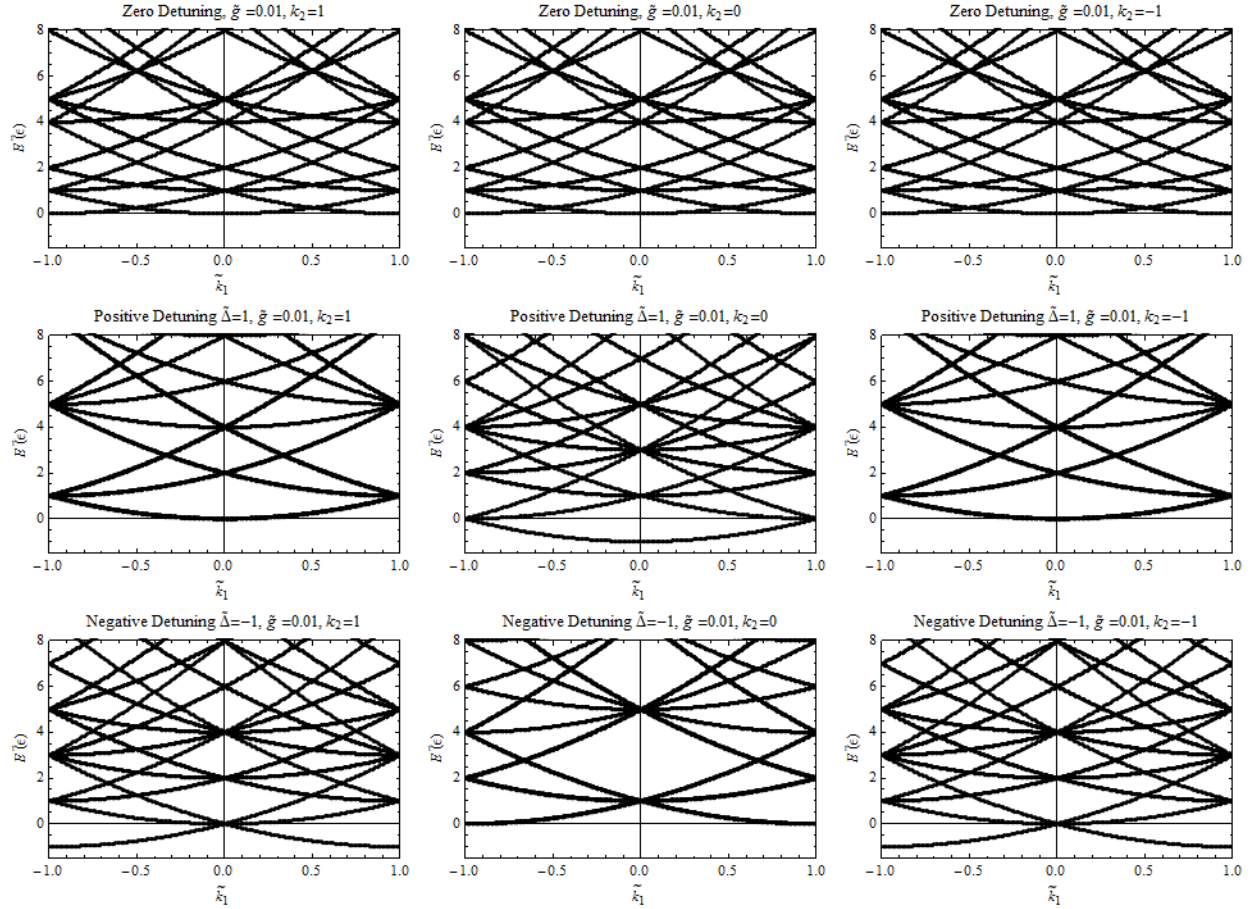 Zero Detuning, g̃ =0.01, k₂=1
Zero Detuning, g̃ =0.01, k₂=0
Zero Detuning, g̃ =0.01, k₂=−1
8
6
4
2
0
E˜(ϵ)
−1.0 −0.5 0.0 0.5 1.0
k̃₁
8
6
4
2
0
E˜(ϵ)
−1.0 −0.5 0.0 0.5 1.0
k̃₁
8
6
4
2
0
E˜(ϵ)
−1.0 −0.5 0.0 0.5 1.0
k̃₁
Positive Detuning Δ̃=1, g̃ =0.01, k₂=1
Positive Detuning Δ̃=1, g̃ =0.01, k₂=0
Positive Detuning Δ̃=1, g̃ =0.01, k₂=−1
8
6
4
2
0
E˜(ϵ)
−1.0 −0.5 0.0 0.5 1.0
k̃₁
8
6
4
2
0
E˜(ϵ)
−1.0 −0.5 0.0 0.5 1.0
k̃₁
8
6
4
2
0
E˜(ϵ)
−1.0 −0.5 0.0 0.5 1.0
k̃₁
Negative Detuning Δ̃=−1, g̃ =0.01, k₂=1
Negative Detuning Δ̃=−1, g̃ =0.01, k₂=0
Negative Detuning Δ̃=−1, g̃ =0.01, k₂=−1
8
6
4
2
0
E˜(ϵ)
−1.0 −0.5 0.0 0.5 1.0
k̃₁
8
6
4
2
0
E˜(ϵ)
−1.0 −0.5 0.0 0.5 1.0
k̃₁
8
6
4
2
0
E˜(ϵ)
−1.0 −0.5 0.0 0.5 1.0
k̃₁